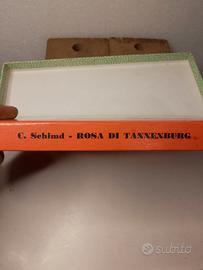 C. Schimd - ROSA DI TANNENBURG
subito